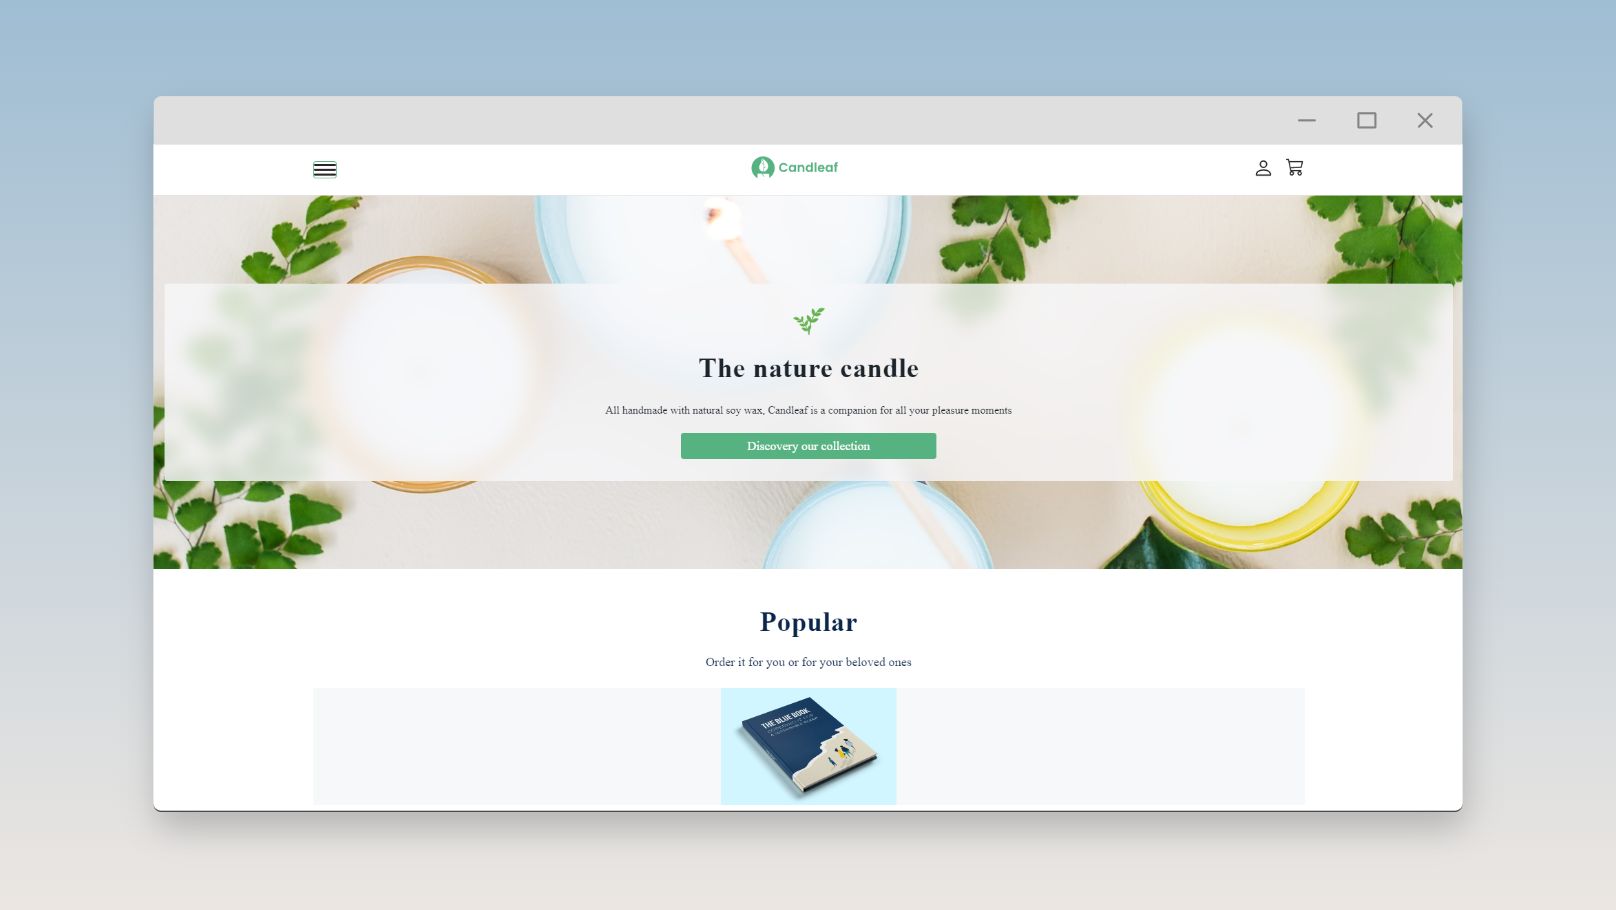 Candleaf
The nature candle
All handmade with natural soy wax, Candleaf is a companion for all your pleasure moments
Discovery our collection
Popular
Order it for you or for your beloved ones
THE BLUE BOOK